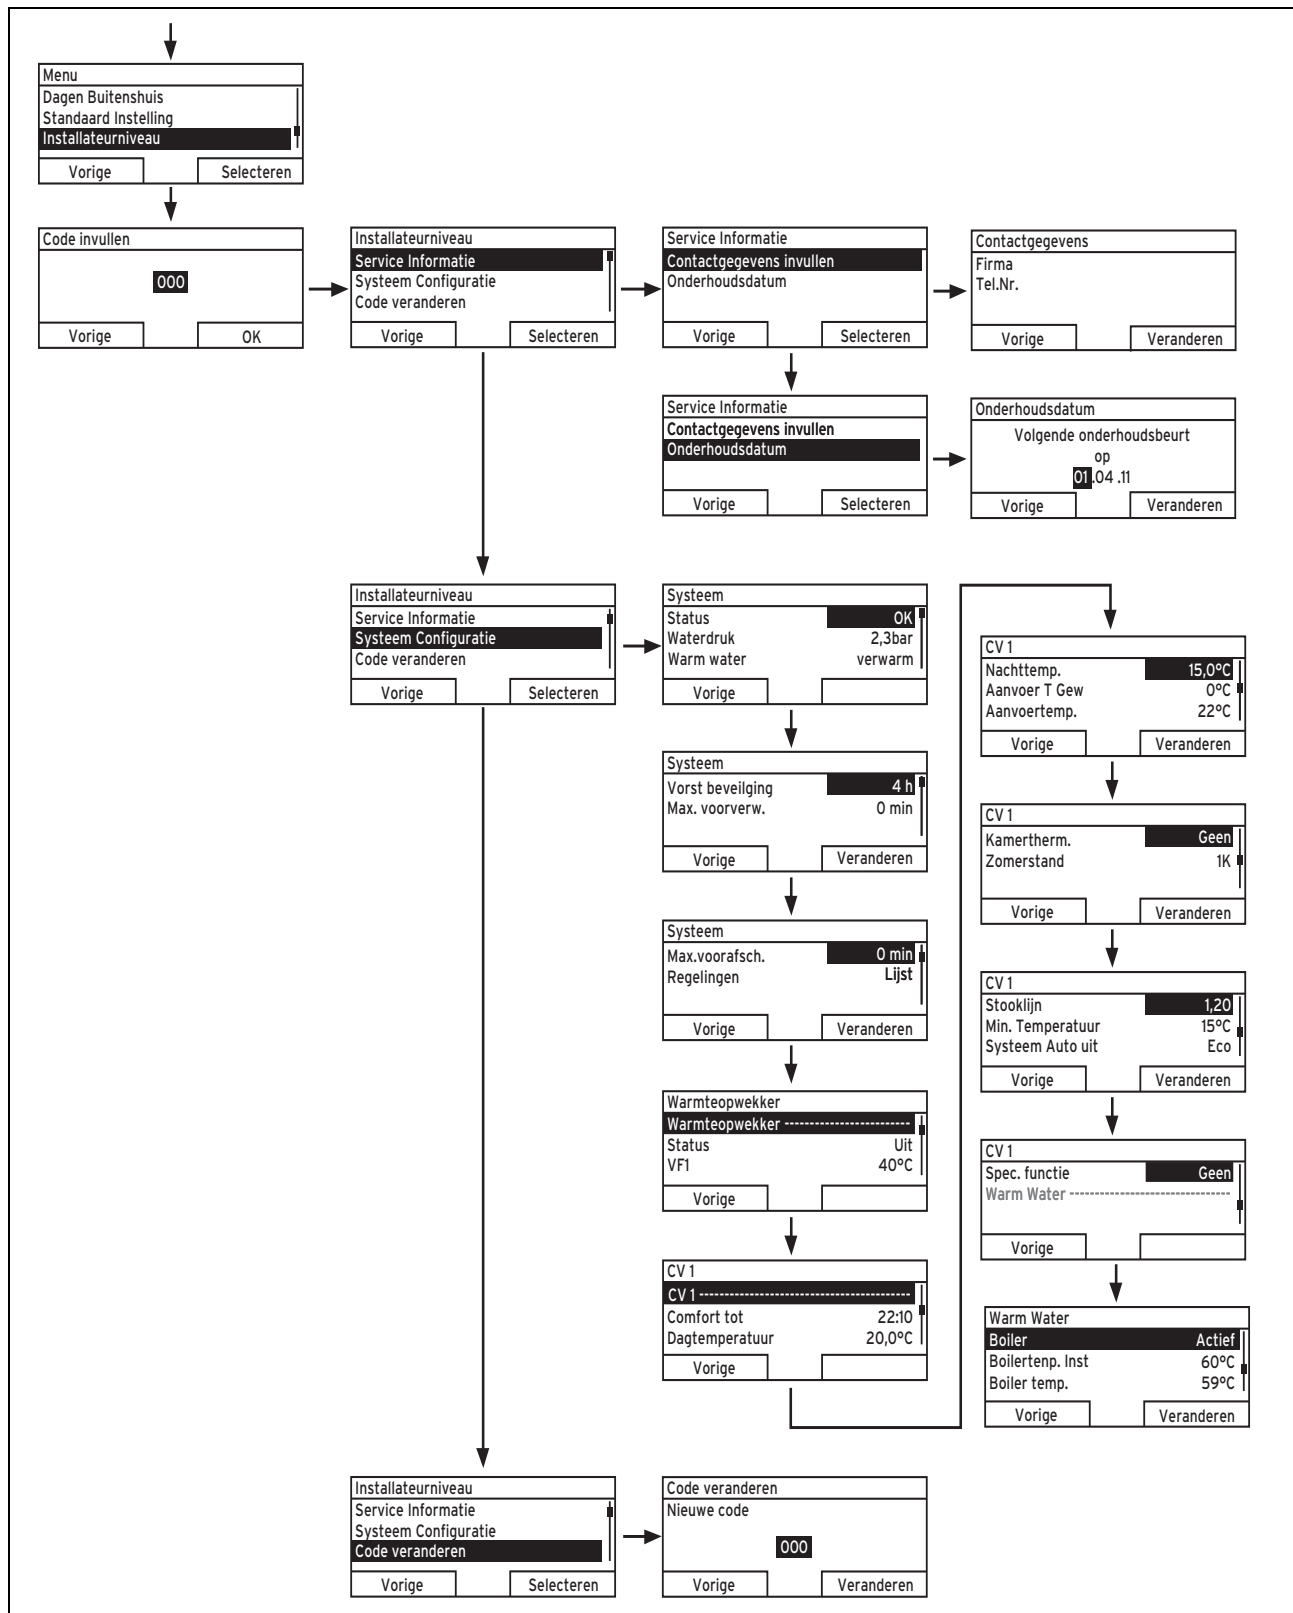 Menu
Dagen Buitenshuis
Standaard Instelling
Installateurniveau
Vorige Selecteren
Code invullen
000
Vorige OK
Installateurniveau
Service Informatie
Systeem Configuratie
Code veranderen
Vorige Selecteren
Service Informatie
Contactgegevens invullen
Onderhoudsdatum
Vorige Selecteren
Contactgegevens
Firma
Tel.Nr.
Vorige Veranderen
Service Informatie
Contactgegevens invullen
Onderhoudsdatum
Vorige Selecteren
Onderhoudsdatum
Volgende onderhoudsbeurt
op
01 .04 .11
Vorige Veranderen
Installateurniveau
Service Informatie
Systeem Configuratie
Code veranderen
Vorige Selecteren
Systeem
Status OK
Waterdruk 2,3bar
Warm water verwarm
Vorige
Systeem
Vorst beveilging 4 h
Max. voorverw. 0 min
Vorige Veranderen
Systeem
Max.voorafsch. 0 min
Regelingen Lijst
Vorige Veranderen
Warmteopwekker
Warmteopwekker -------------------------
Status Uit
VF1 40°C
Vorige
CV 1
CV 1 ------------------------------------------
Comfort tot 22:10
Dagtemperatuur 20,0°C
Vorige
CV 1
Nachttemp. 15,0°C
Aanvoer T Gew 0°C
Aanvoertemp. 22°C
Vorige Veranderen
CV 1
Kamertherm. Geen
Zomerstand 1K
Vorige Veranderen
CV 1
Stooklijn 1,20
Min. Temperatuur 15°C
Systeem Auto uit Eco
Vorige Veranderen
CV 1
Spec. functie Geen
Warm Water --------------------------------
Vorige
Warm Water
Boiler Actief
Boilertenp. Inst 60°C
Boiler temp. 59°C
Vorige Veranderen
Installateurniveau
Service Informatie
Systeem Configuratie
Code veranderen
Vorige Selecteren
Code veranderen
Nieuwe code
000
Vorige Veranderen